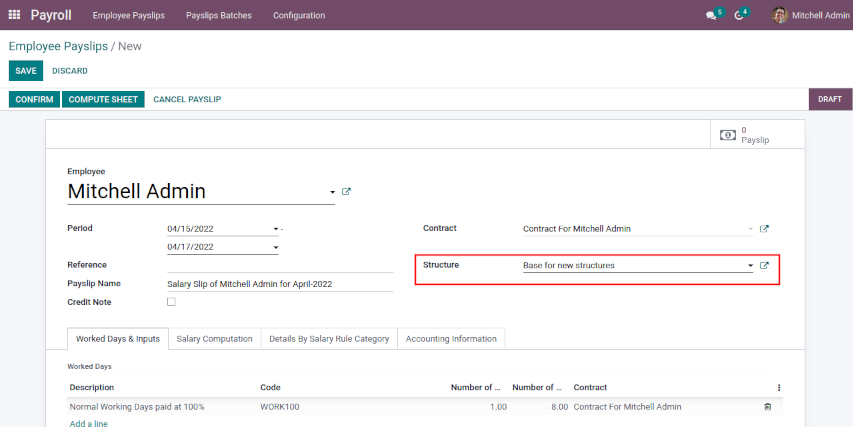 Payroll Employee Payslips Payslips Batches Configuration 5 4 Mitchell Admin
Employee Payslips / New
SAVE DISCARD
CONFIRM COMPUTE SHEET CANCEL PAYSLIP DRAFT
0
Payslip
Employee
Mitchell Admin
Period 04/15/2022 - Contract Contract For Mitchell Admin
04/17/2022
Reference Structure Base for new structures
Payslip Name Salary Slip of Mitchell Admin for April-2022
Credit Note
Worked Days & Inputs Salary Computation Details By Salary Rule Category Accounting Information
Worked Days
Description Code Number of ... Number of ... Contract
Normal Working Days paid at 100% WORK100 1.00 8.00 Contract For Mitchell Admin
Add a line